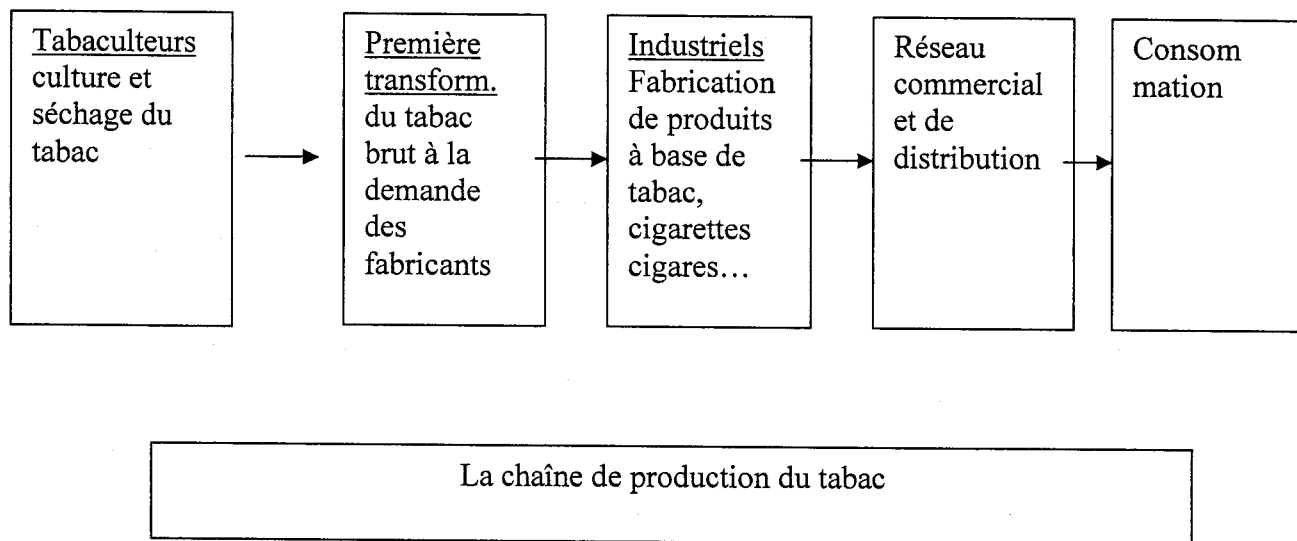 Tabaculteurs
culture et
séchage du
tabac
Première
transform.
du tabac
brut à la
demande
des
fabricants
Industriels
Fabrication
de produits
à base de
tabac,
cigarettes
cigares…
Réseau
commercial
et de
distribution
Consom
mation
La chaîne de production du tabac